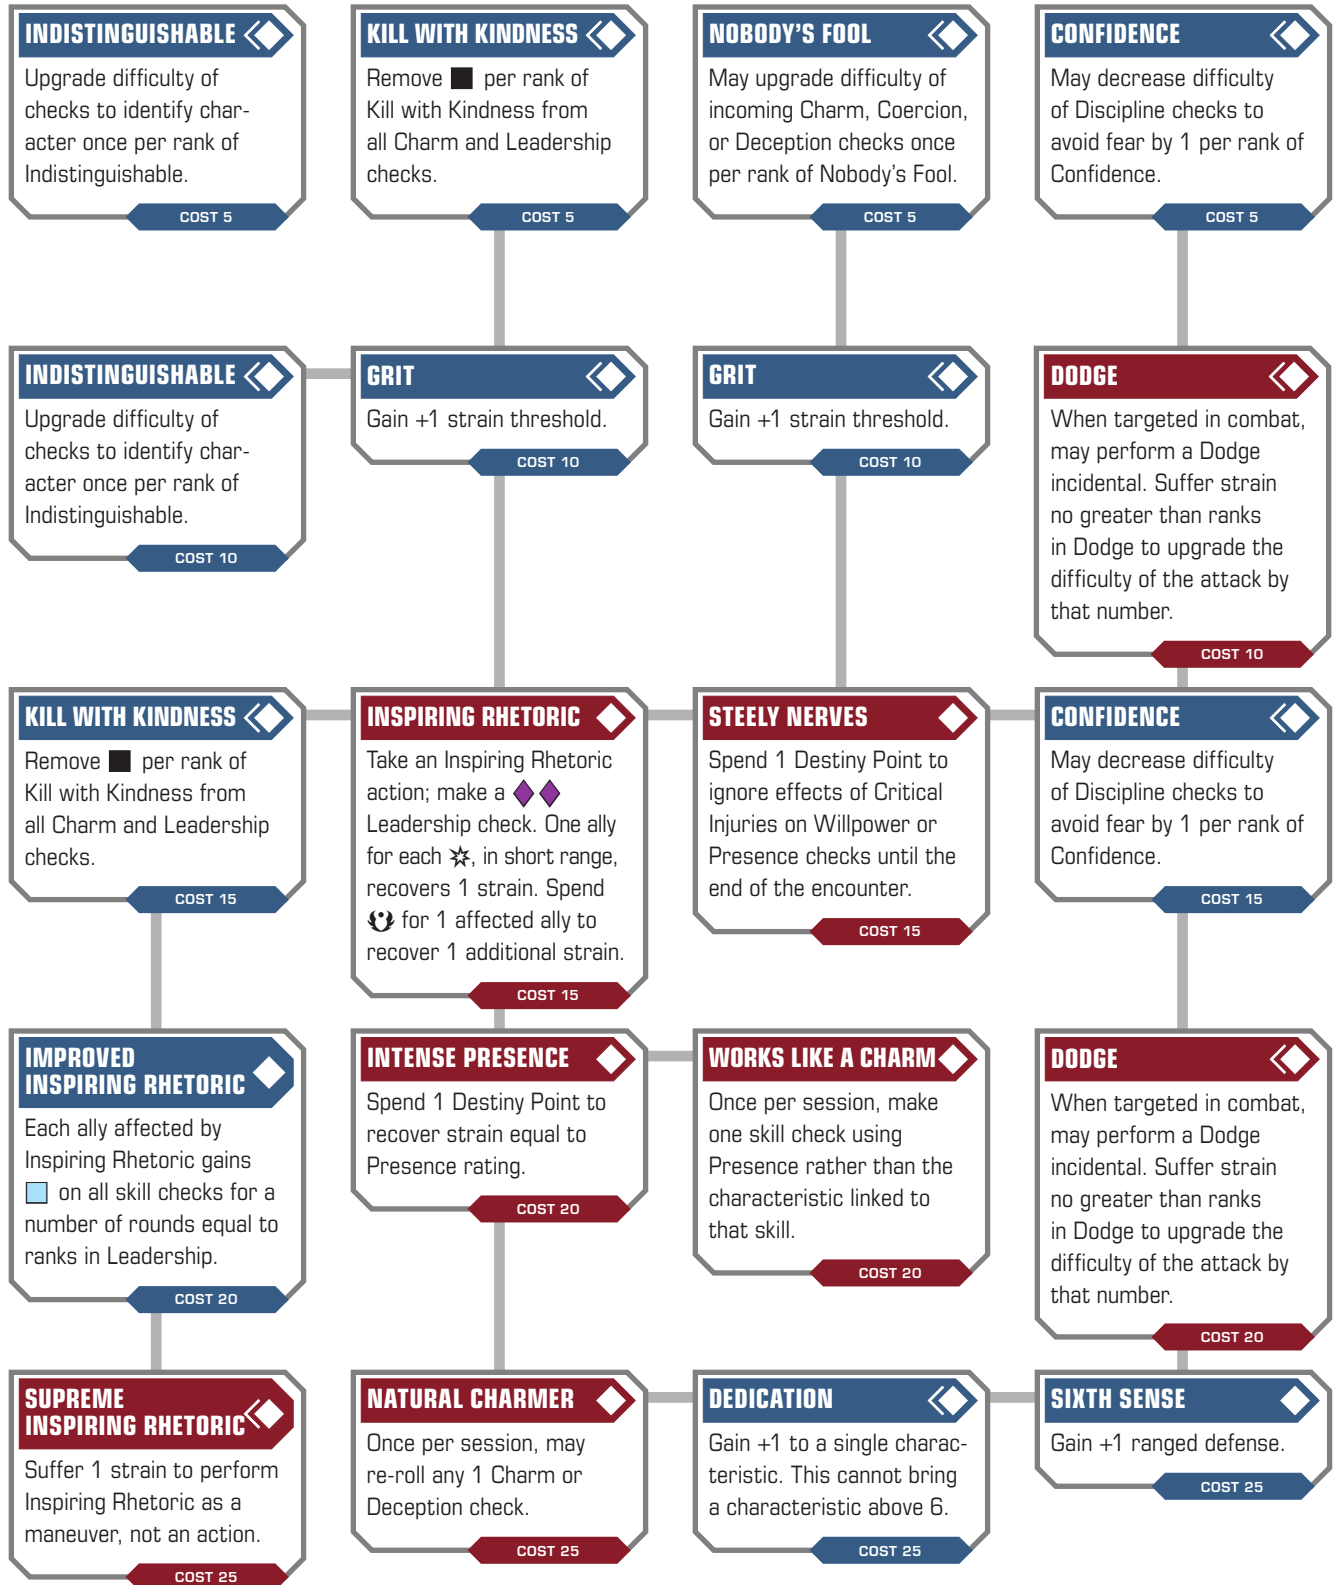 INDISTINGUISHABLE
Upgrade difficulty of
checks to identify char-
acter once per rank of
Indistinguishable.
COST 5
KILL WITH KINDNESS
Remove per rank of
Kill with Kindness from
all Charm and Leadership
checks.
COST 5
NOBODY'S FOOL
May upgrade difficulty of
incoming Charm, Coercion,
or Deception checks once
per rank of Nobody's Fool.
COST 5
CONFIDENCE
May decrease difficulty
of Discipline checks to
avoid fear by 1 per rank of
Confidence.
COST 5
INDISTINGUISHABLE
Upgrade difficulty of
checks to identify char-
acter once per rank of
Indistinguishable.
COST 10
GRIT
Gain +1 strain threshold.
COST 10
GRIT
Gain +1 strain threshold.
COST 10
DODGE
When targeted in combat,
may perform a Dodge
incidental. Suffer strain
no greater than ranks
in Dodge to upgrade the
difficulty of the attack by
that number.
COST 10
KILL WITH KINDNESS
Remove per rank of
Kill with Kindness from
all Charm and Leadership
checks.
COST 15
INSPIRING RHETORIC
Take an Inspiring Rhetoric
action; make a
Leadership check. One ally
for each , in short range,
recovers 1 strain. Spend
for 1 affected ally to
recover 1 additional strain.
COST 15
STEELY NERVES
Spend 1 Destiny Point to
ignore effects of Critical
Injuries on Willpower or
Presence checks until the
end of the encounter.
COST 15
CONFIDENCE
May decrease difficulty
of Discipline checks to
avoid fear by 1 per rank of
Confidence.
COST 15
IMPROVED
INSPIRING RHETORIC
Each ally affected by
Inspiring Rhetoric gains
on all skill checks for a
number of rounds equal to
ranks in Leadership.
COST 20
INTENSE PRESENCE
Spend 1 Destiny Point to
recover strain equal to
Presence rating.
COST 20
WORKS LIKE A CHARM
Once per session, make
one skill check using
Presence rather than the
characteristic linked to
that skill.
COST 20
DODGE
When targeted in combat,
may perform a Dodge
incidental. Suffer strain
no greater than ranks
in Dodge to upgrade the
difficulty of the attack by
that number.
COST 20
SUPREME
INSPIRING RHETORIC
Suffer 1 strain to perform
Inspiring Rhetoric as a
maneuver, not an action.
COST 25
NATURAL CHARMER
Once per session, may
re-roll any 1 Charm or
Deception check.
COST 25
DEDICATION
Gain +1 to a single charac-
teristic. This cannot bring
a characteristic above 6.
COST 25
SIXTH SENSE
Gain +1 ranged defense.
COST 25